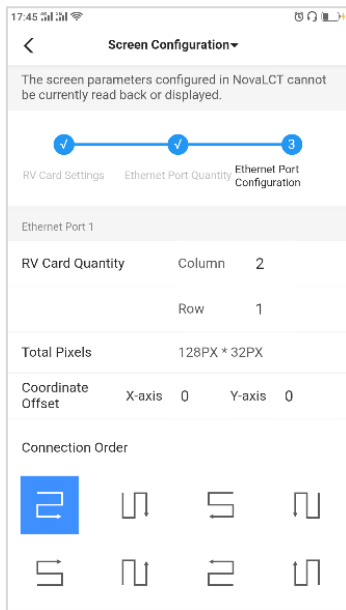 17:45
Screen Configuration
The screen parameters configured in NovaLCT cannot
be currently read back or displayed.
3
RV Card Settings
Ethernet Port Quantity
Ethernet Port
Configuration
Ethernet Port 1
RV Card Quantity Column 2
Row 1
Total Pixels 128PX * 32PX
Coordinate
Offset
X-axis 0 Y-axis 0
Connection Order